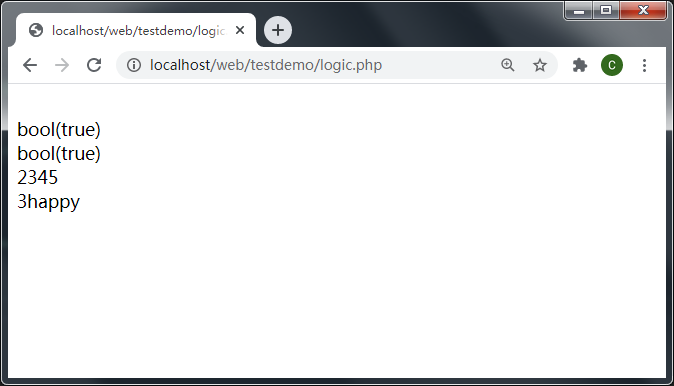 localhost/web/testdemo/logic
localhost/web/testdemo/logic.php
C
bool(true)
bool(true)
2345
3happy